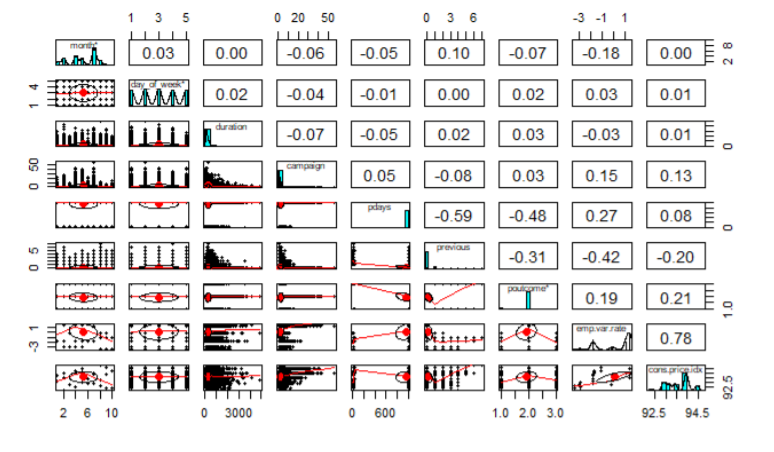 1 3 5 0 20 50 0 3 6 -3 -1 1
month* 0.03 0.00 -0.06 -0.05 0.10 -0.07 -0.18 0.00 2 8
1 4 day_of_week* 0.02 -0.04 -0.01 0.00 0.02 0.03 0.01
duration -0.07 -0.05 0.02 0.03 -0.03 0.01 0
0 50 campaign 0.05 -0.08 0.03 0.15 0.13
pdays -0.59 -0.48 0.27 0.08 0
0 5 previous -0.31 -0.42 -0.20
poutcome* 0.19 0.21 1.0
-3 1 emp.var.rate 0.78
cons.price.idx 92.5
2 6 10 0 3000 0 600 1.0 2.0 3.0 92.5 94.5